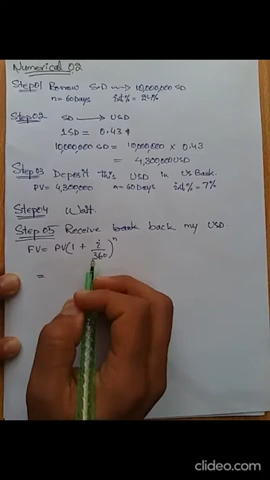 Numerical 02
Step01 Borrow SD → 10,000,000 SD
n = 60 Days int% = 24%
Step02 SD → USD
1SD = 0.43 $
10,000,000 SD = 10,000,000 × 0.43
= 4,300,000 USD
Step03 Deposit this USD in US Bank.
PV = 4,300,000 n = 60 Days int% = 7%
Step04 Wait.
Step 05 Receive bank back my USD
FV = PV(1 + i/360)^n
=
clideo.com